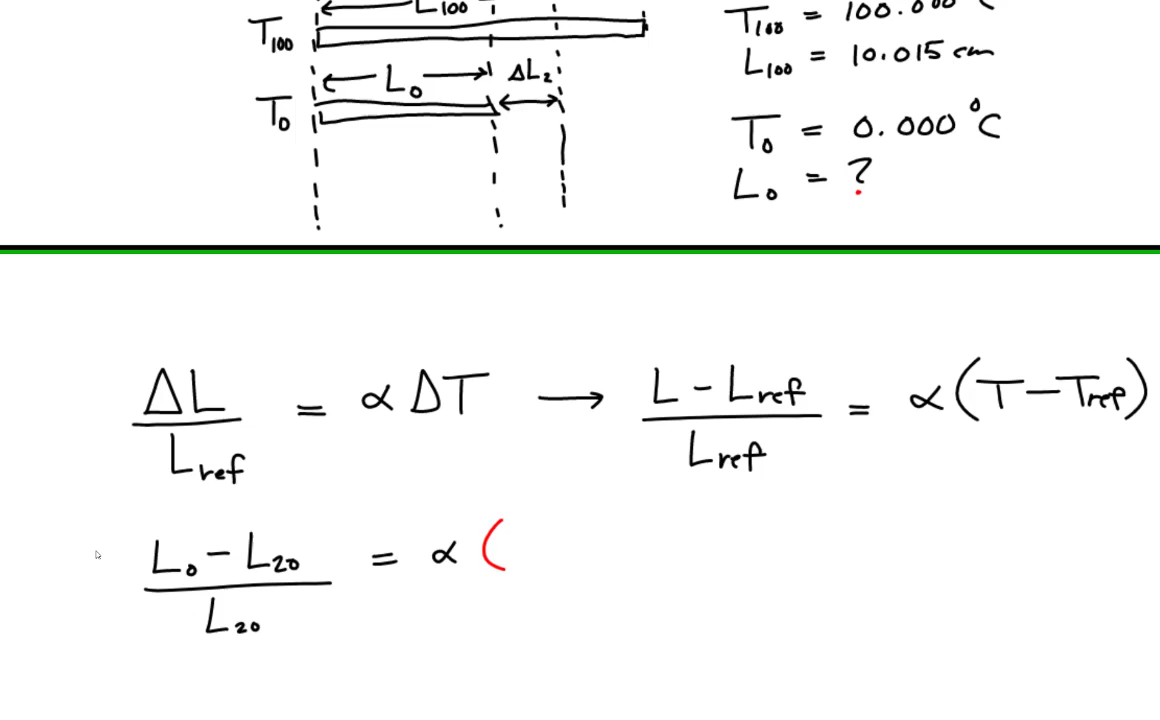 L₁₀₀
T₁₀₀
T₁₀₀ = 100.000 °C
L₁₀₀ = 10.015 cm
L₀ ΔL₂
T₀
T₀ = 0.000 °C
L₀ = ?
ΔL/Lref = α ΔT → (L - Lref)/Lref = α(T - Tref)
(L₀ - L₂₀)/L₂₀ = α (